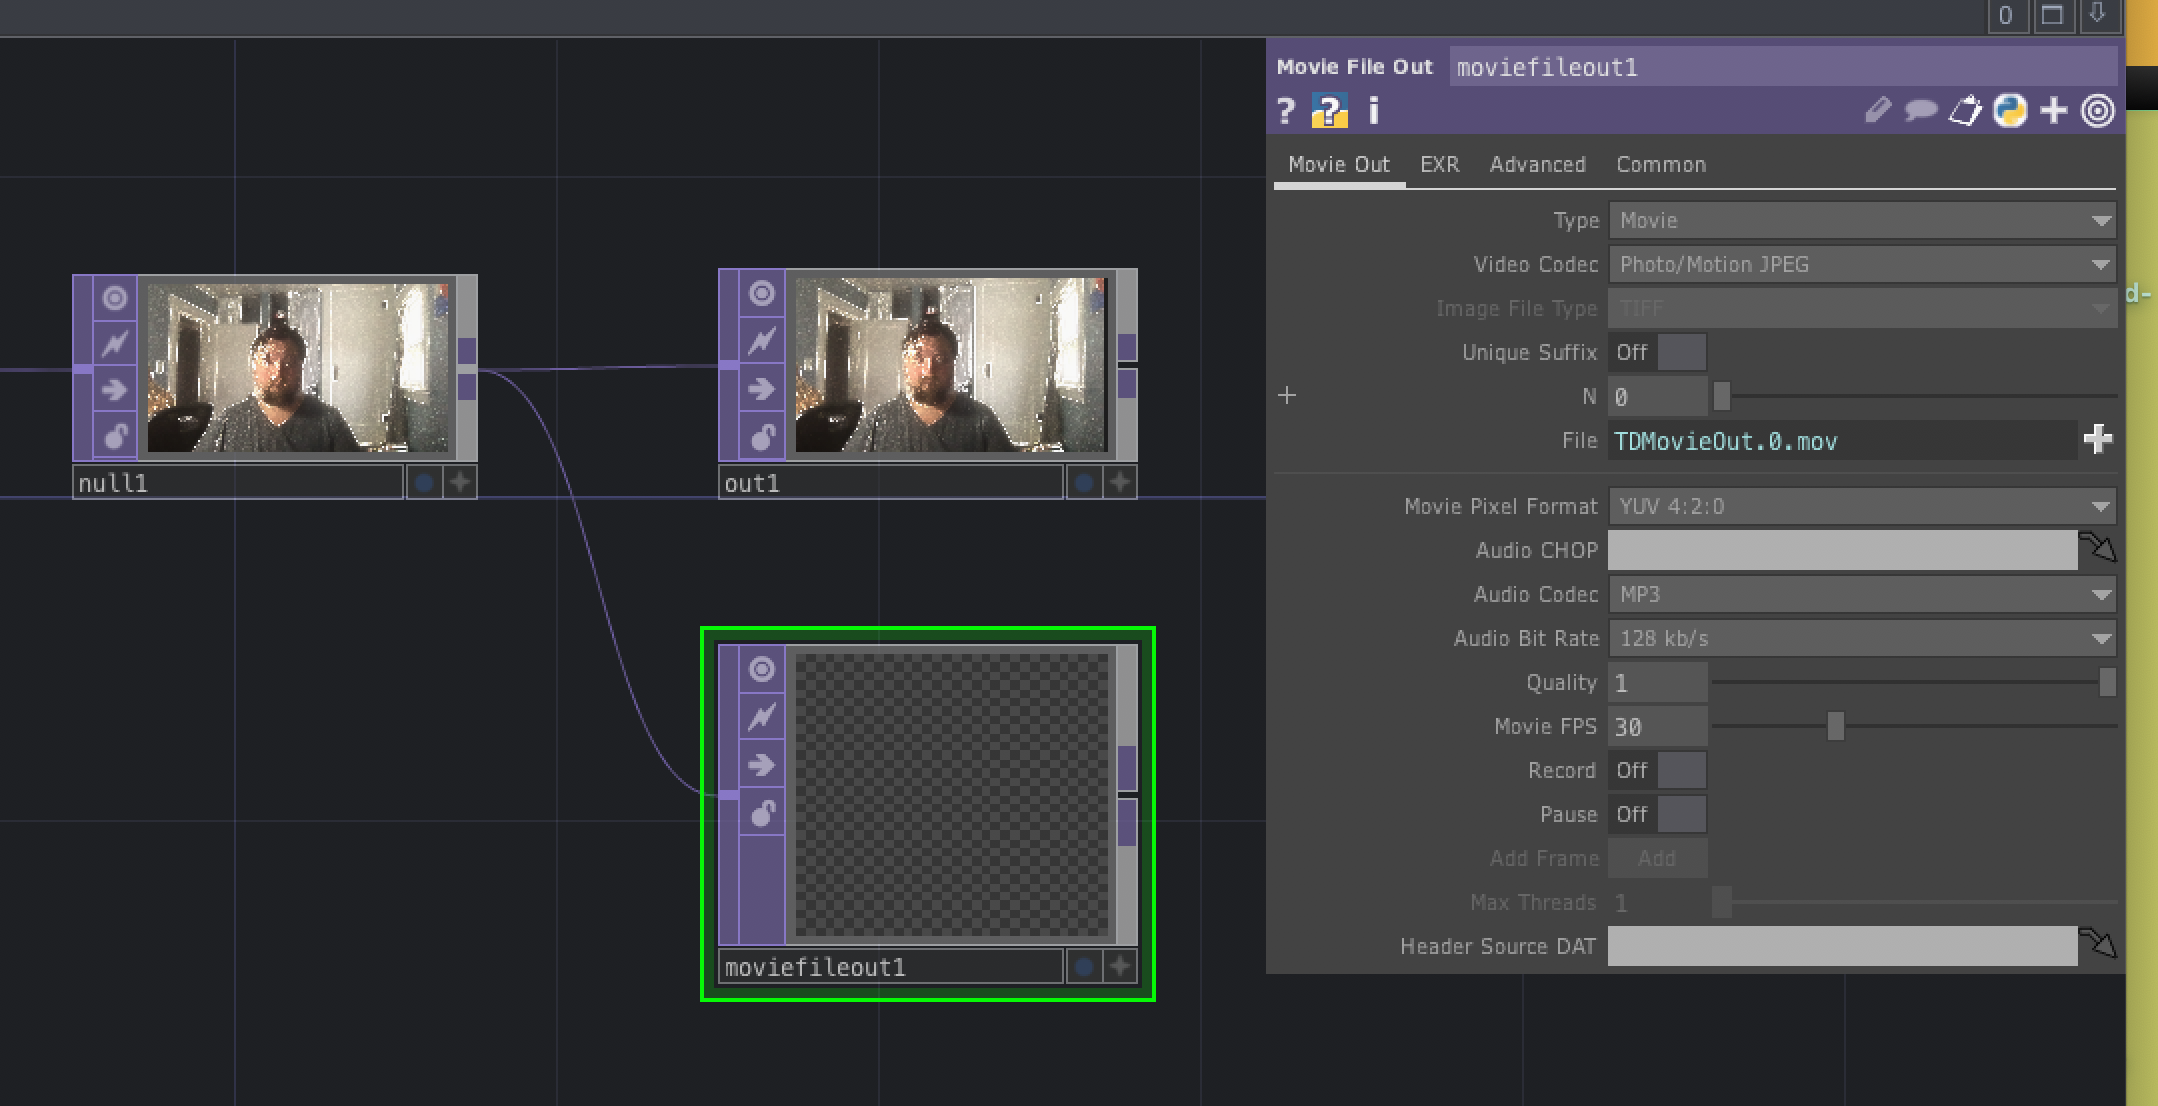 0
Movie File Out moviefileout1
? ? i
Movie Out EXR Advanced Common
Type Movie
Video Codec Photo/Motion JPEG
Image File Type TIFF
Unique Suffix Off
N 0
File TDMovieOut.0.mov
Movie Pixel Format YUV 4:2:0
Audio CHOP
Audio Codec MP3
Audio Bit Rate 128 kb/s
Quality 1
Movie FPS 30
Record Off
Pause Off
Add Frame Add
Max Threads 1
Header Source DAT
null1
out1
moviefileout1
d-